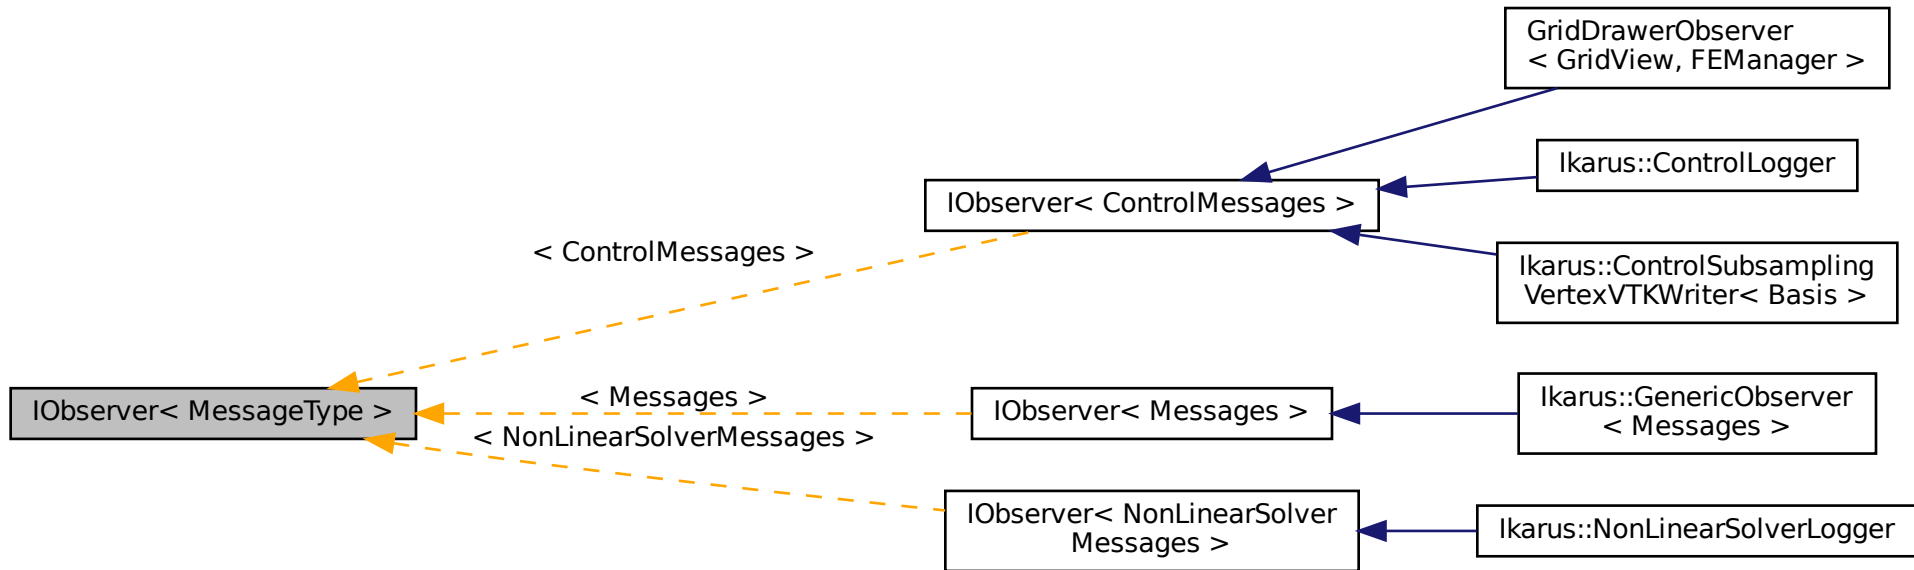 GridDrawerObserver
< GridView, FEManager >
Ikarus::ControlLogger
IObserver< ControlMessages >
< ControlMessages >
Ikarus::ControlSubsampling
VertexVTKWriter< Basis >
IObserver< MessageType >
< Messages >
IObserver< Messages >
Ikarus::GenericObserver
< Messages >
< NonLinearSolverMessages >
IObserver< NonLinearSolver
Messages >
Ikarus::NonLinearSolverLogger